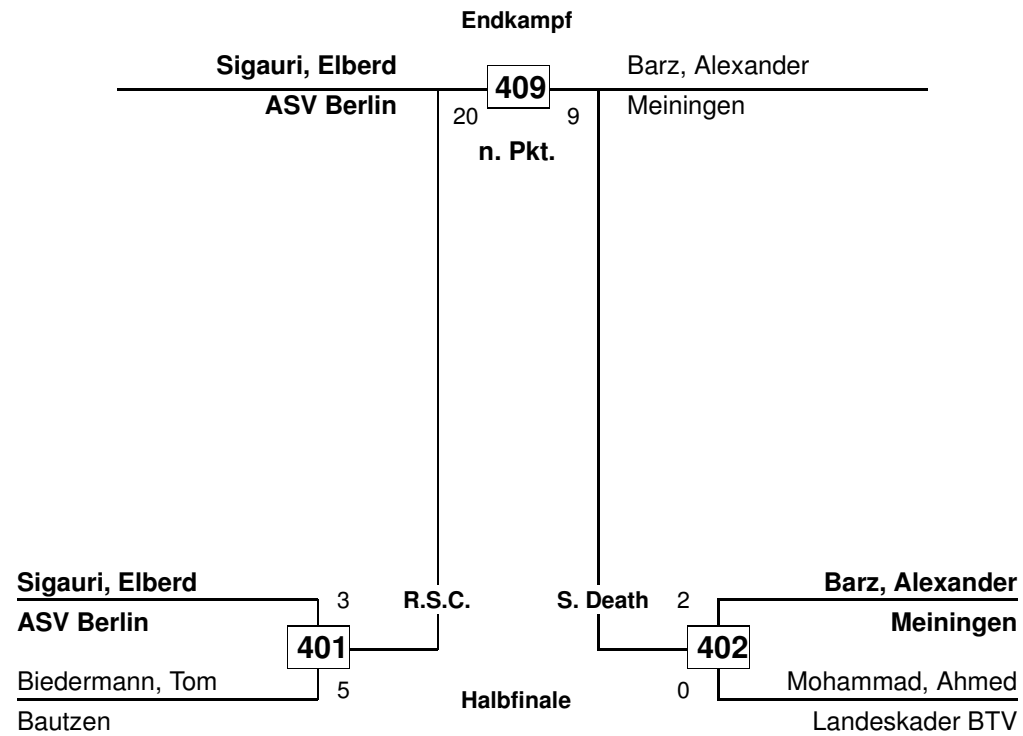 Endkampf
Sigauri, Elberd
ASV Berlin
409
Barz, Alexander
Meiningen
20
9
n. Pkt.
Sigauri, Elberd
ASV Berlin
3
R.S.C.
401
Biedermann, Tom
Bautzen
5
Halbfinale
S. Death
2
Barz, Alexander
Meiningen
402
0
Mohammad, Ahmed
Landeskader BTV